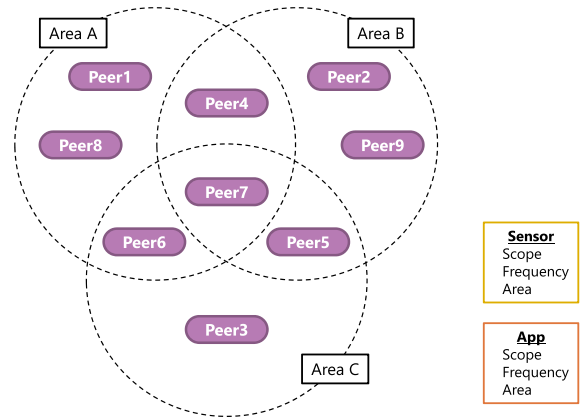 Area A
Area B
Peer1
Peer2
Peer4
Peer8
Peer9
Peer7
Peer6
Peer5
Peer3
Area C
Sensor
Scope
Frequency
Area
App
Scope
Frequency
Area